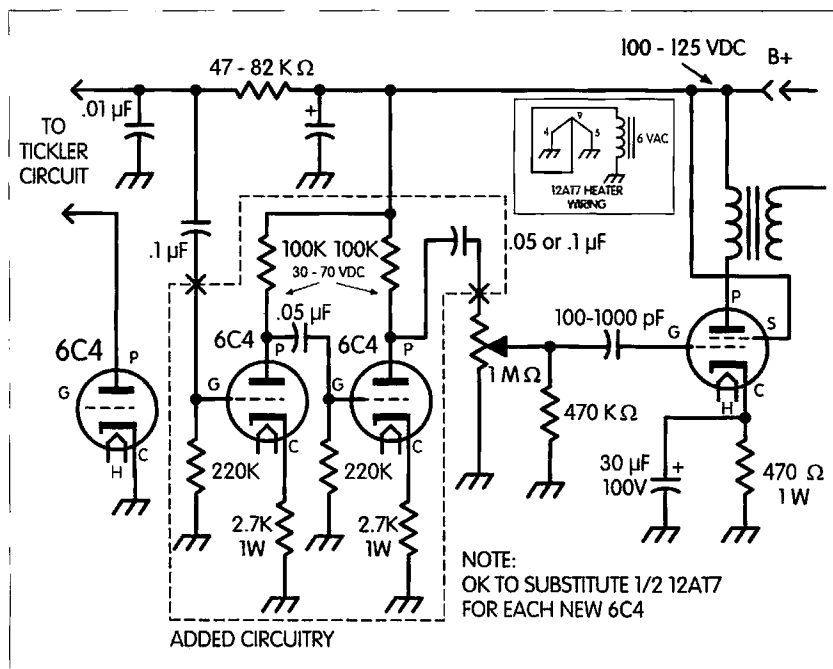 100 - 125 VDC
B+
47 - 82 K Ω
.01 µF
+
TO
TICKLER
CIRCUIT
4
9
5
6 VAC
12AT7 HEATER
WIRING
.1 µF
100K
100K
.05 or .1 µF
30 - 70 VDC
.05 µF
6C4
P
G
H
C
6C4
P
G
C
6C4
P
G
C
1 M Ω
100-1000 pF
G
P
S
C
H
220K
220K
470 K Ω
30 µF
100V
+
470 Ω
1 W
2.7K
1W
2.7K
1W
NOTE:
OK TO SUBSTITUTE 1/2 12AT7
FOR EACH NEW 6C4
ADDED CIRCUITRY